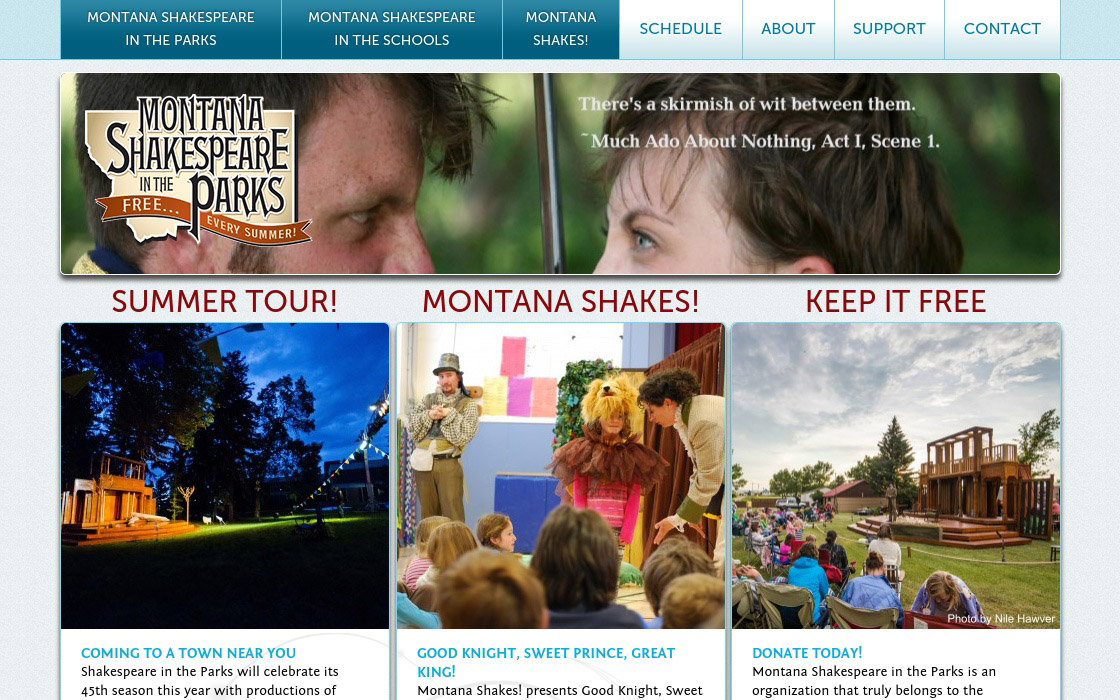 MONTANA SHAKESPEARE
IN THE PARKS
MONTANA SHAKESPEARE
IN THE SCHOOLS
MONTANA
SHAKES!
SCHEDULE
ABOUT
SUPPORT
CONTACT
MONTANA
SHAKESPEARE
IN THE
PARKS
FREE...
EVERY SUMMER!
There's a skirmish of wit between them.
~Much Ado About Nothing, Act I, Scene 1.
SUMMER TOUR!
MONTANA SHAKES!
KEEP IT FREE
Photo by Nile Hawver
COMING TO A TOWN NEAR YOU
Shakespeare in the Parks will celebrate its
45th season this year with productions of
GOOD KNIGHT, SWEET PRINCE, GREAT
KING!
Montana Shakes! presents Good Knight, Sweet
DONATE TODAY!
Montana Shakespeare in the Parks is an
organization that truly belongs to the